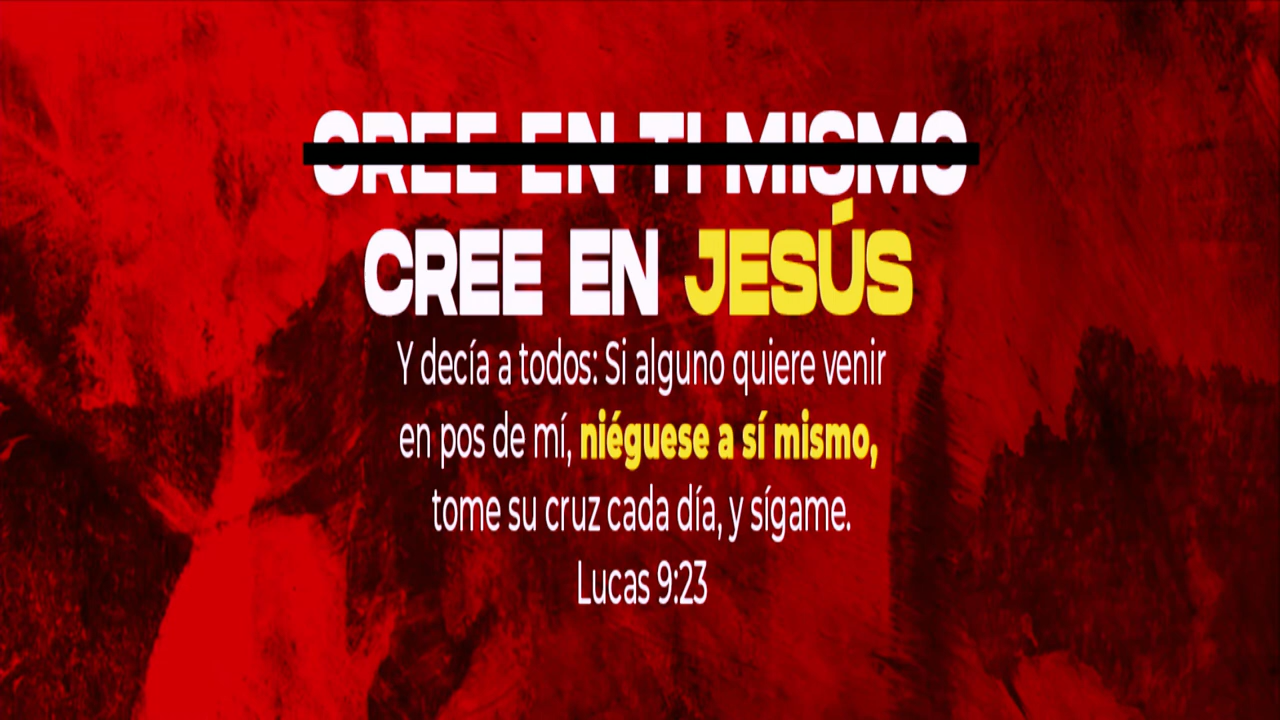 CREE EN TI MISMO
CREE EN JESÚS
Y decía a todos: Si alguno quiere venir
en pos de mí, niéguese a sí mismo,
tome su cruz cada día, y sígame.
Lucas 9:23